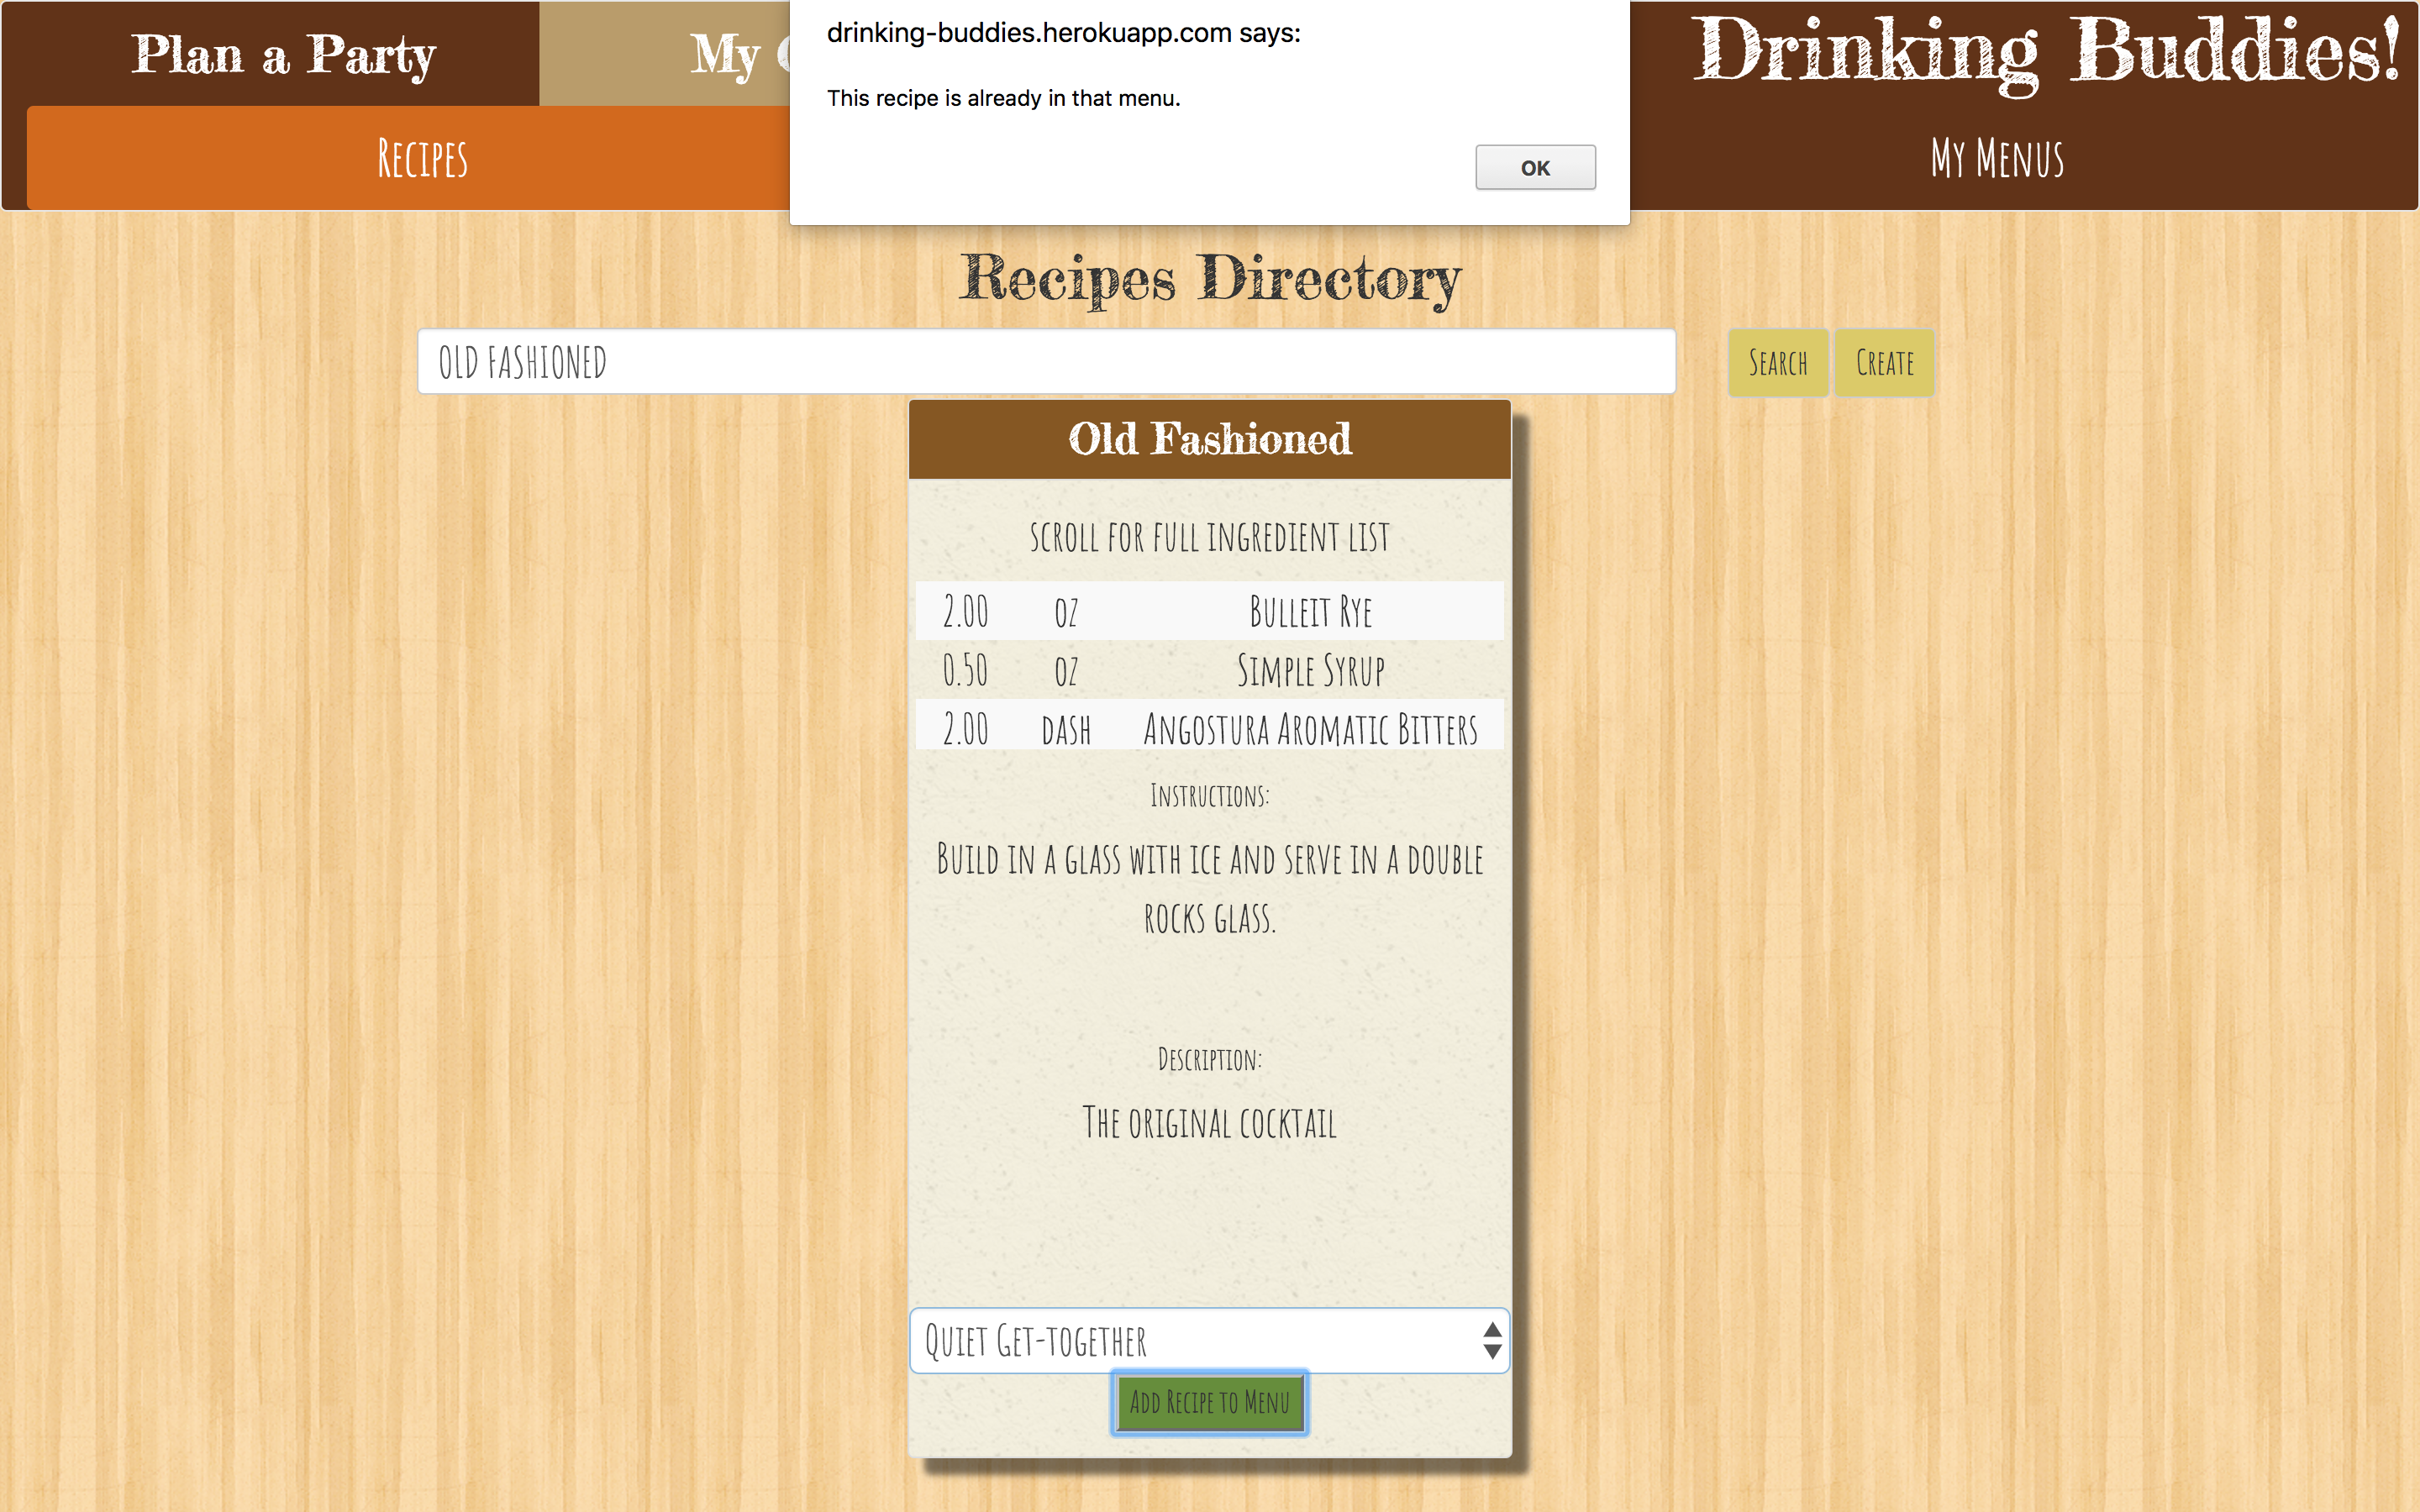 Plan a Party
My
drinking-buddies.herokuapp.com says:
This recipe is already in that menu.
OK
Drinking Buddies!
Recipes
My Menus
Recipes Directory
OLD FASHIONED
Search
Create
Old Fashioned
scroll for full ingredient list
2.00 oz Bulleit Rye
0.50 oz Simple Syrup
2.00 dash Angostura Aromatic Bitters
Instructions:
Build in a glass with ice and serve in a double
rocks glass.
Description:
The original cocktail
Quiet Get-together
Add Recipe to Menu